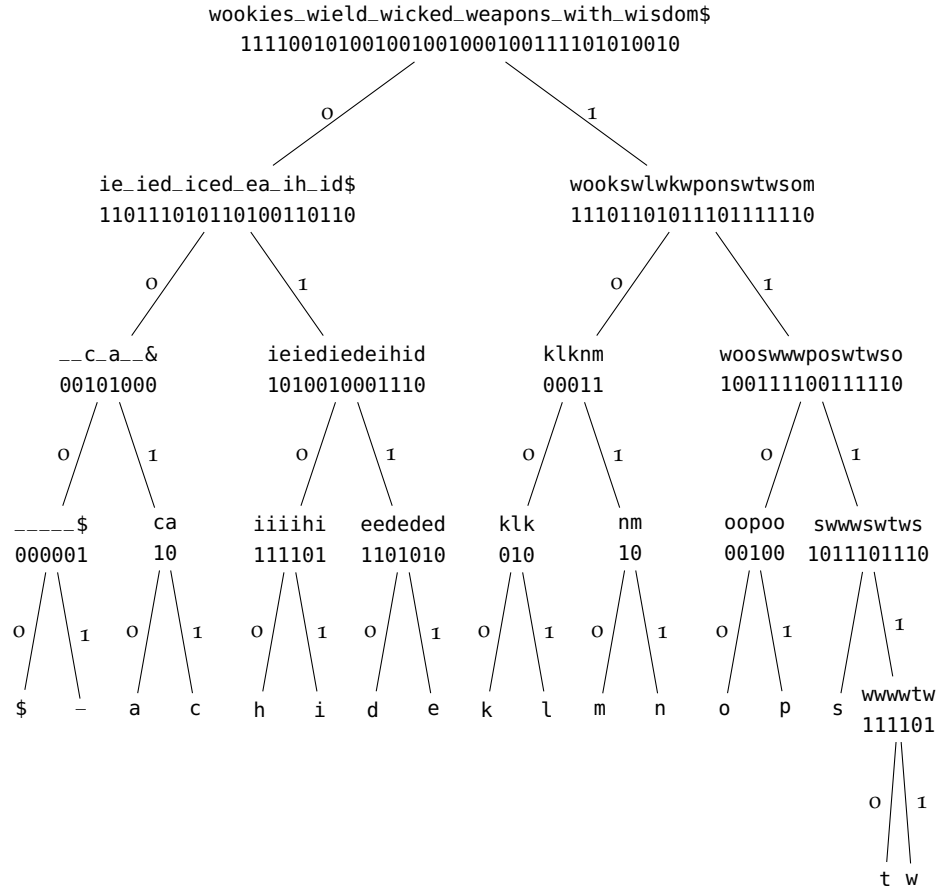 wookies_wield_wicked_weapons_with_wisdom$
1111001010010010010001001111101010010
0 1
ie_ied_iced_ea_ih_id$ wookswlwkwponswtwsom
110111010110100110110 11101101011101111110
0 1 0 1
__c_a__& ieiediedeihid klknm wooswwwposwtwso
00101000 1010010001110 00011 100111100111110
0 1 0 1 0 1 0 1
_____$ ca iiiihi eededed klk nm oopoo swwwswtws
000001 10 111101 1101010 010 10 00100 1011101110
0 1 0 1 0 1 0 1 0 1 0 1 0 1 1
$ _ a c h i d e k l m n o p s wwwwtw
111101
0 1
t w